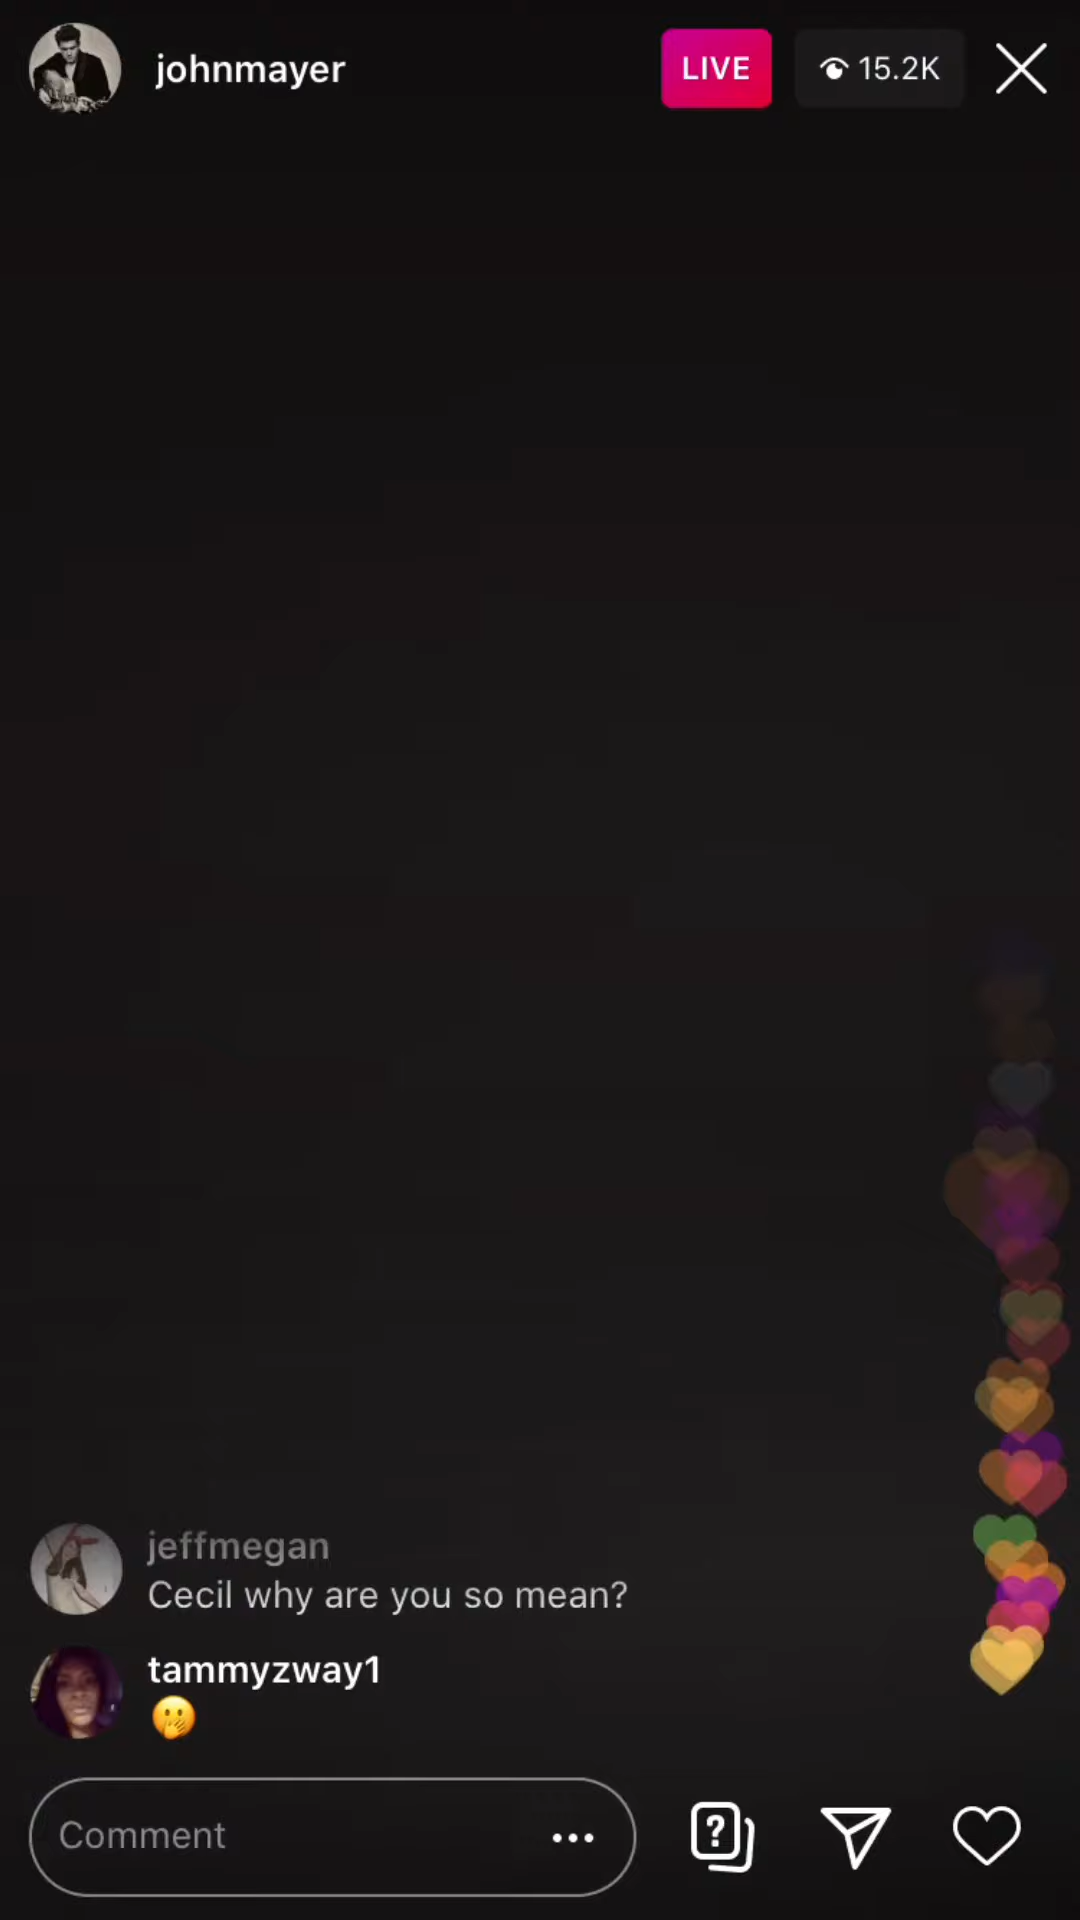 johnmayer
LIVE
15.2K
jeffmegan
Cecil why are you so mean?
tammyzway1
🫢
Comment